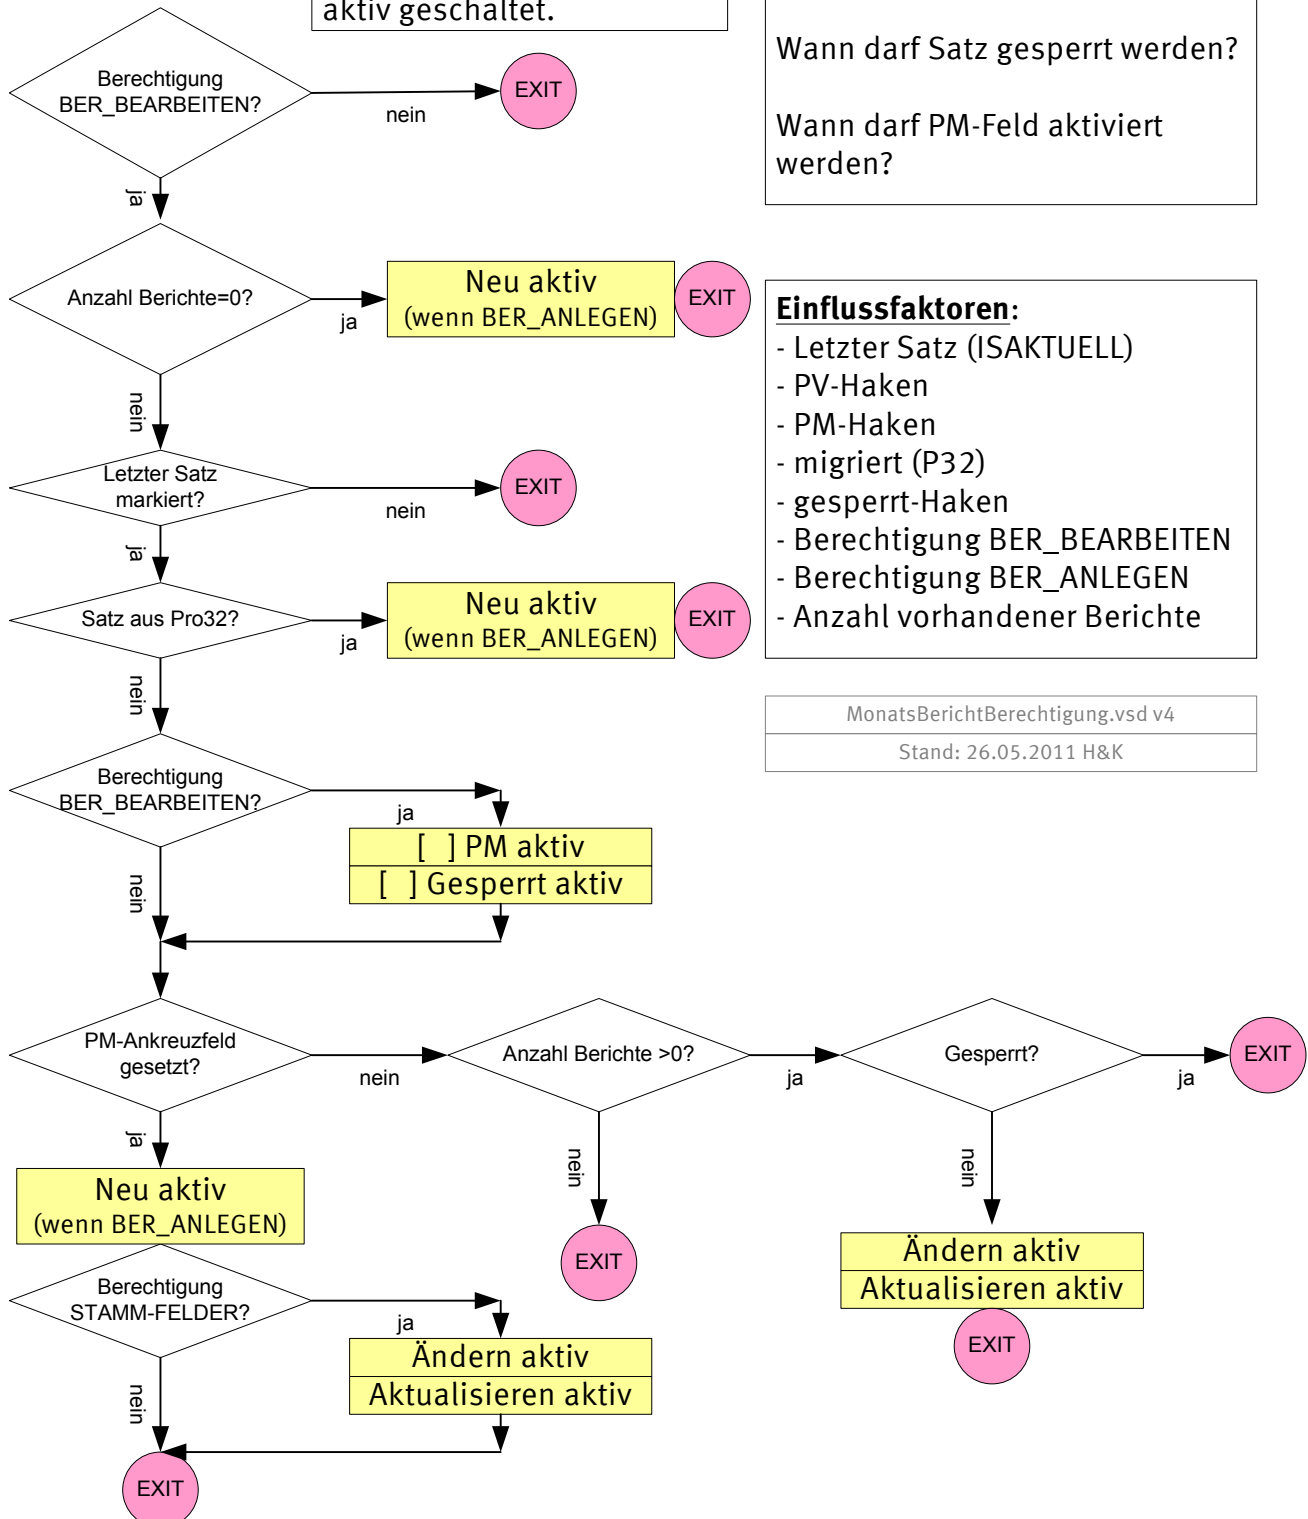 aktiv geschaltet.
Wann darf Satz gesperrt werden?
Wann darf PM-Feld aktiviert
werden?
Berechtigung
BER_BEARBEITEN?
nein
EXIT
ja
Anzahl Berichte=0?
ja
Neu aktiv
(wenn BER_ANLEGEN)
EXIT
nein
Einflussfaktoren:
- Letzter Satz (ISAKTUELL)
- PV-Haken
- PM-Haken
- migriert (P32)
- gesperrt-Haken
- Berechtigung BER_BEARBEITEN
- Berechtigung BER_ANLEGEN
- Anzahl vorhandener Berichte
Letzter Satz
markiert?
nein
EXIT
ja
Satz aus Pro32?
ja
Neu aktiv
(wenn BER_ANLEGEN)
EXIT
nein
MonatsBerichtBerechtigung.vsd v4
Stand: 26.05.2011 H&K
Berechtigung
BER_BEARBEITEN?
ja
[ ] PM aktiv
[ ] Gesperrt aktiv
nein
PM-Ankreuzfeld
gesetzt?
nein
Anzahl Berichte >0?
ja
Gesperrt?
ja
EXIT
ja
nein
nein
Neu aktiv
(wenn BER_ANLEGEN)
EXIT
Ändern aktiv
Aktualisieren aktiv
EXIT
Berechtigung
STAMM-FELDER?
ja
Ändern aktiv
Aktualisieren aktiv
nein
EXIT